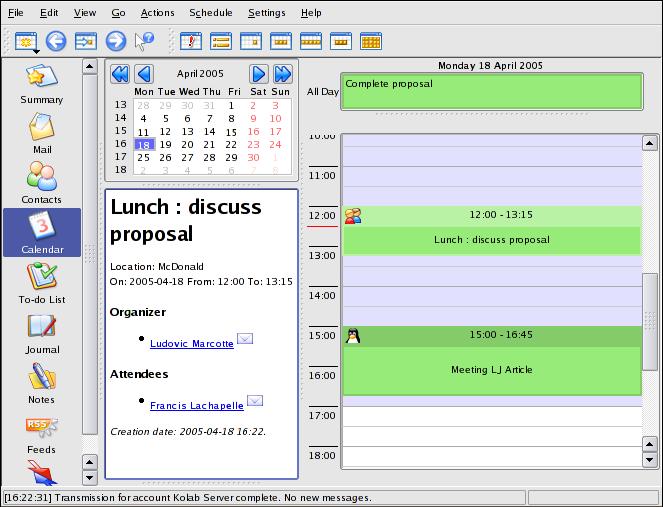 File Edit View Go Actions Schedule Settings Help
Summary
Mail
Contacts
3
Calendar
To-do List
Journal
Notes
RSS
Feeds
April 2005
Mon Tue Wed Thu Fri Sat Sun
13 28 29 30 31 1 2 3
14 4 5 6 7 8 9 10
15 11 12 13 14 15 16 17
16 18 19 20 21 22 23 24
17 25 26 27 28 29 30 1
18 2 3 4 5 6 7 8
Lunch : discuss
proposal
Location: McDonald
On: 2005-04-18 From: 12:00 To: 13:15
Organizer
Ludovic Marcotte
Attendees
Francis Lachapelle
Creation date: 2005-04-18 16:22.
Monday 18 April 2005
All Day
Complete proposal
10:00
11:00
12:00
12:00 - 13:15
Lunch : discuss proposal
13:00
14:00
15:00
15:00 - 16:45
Meeting LJ Article
16:00
17:00
18:00
[16:22:31] Transmission for account Kolab Server complete. No new messages.